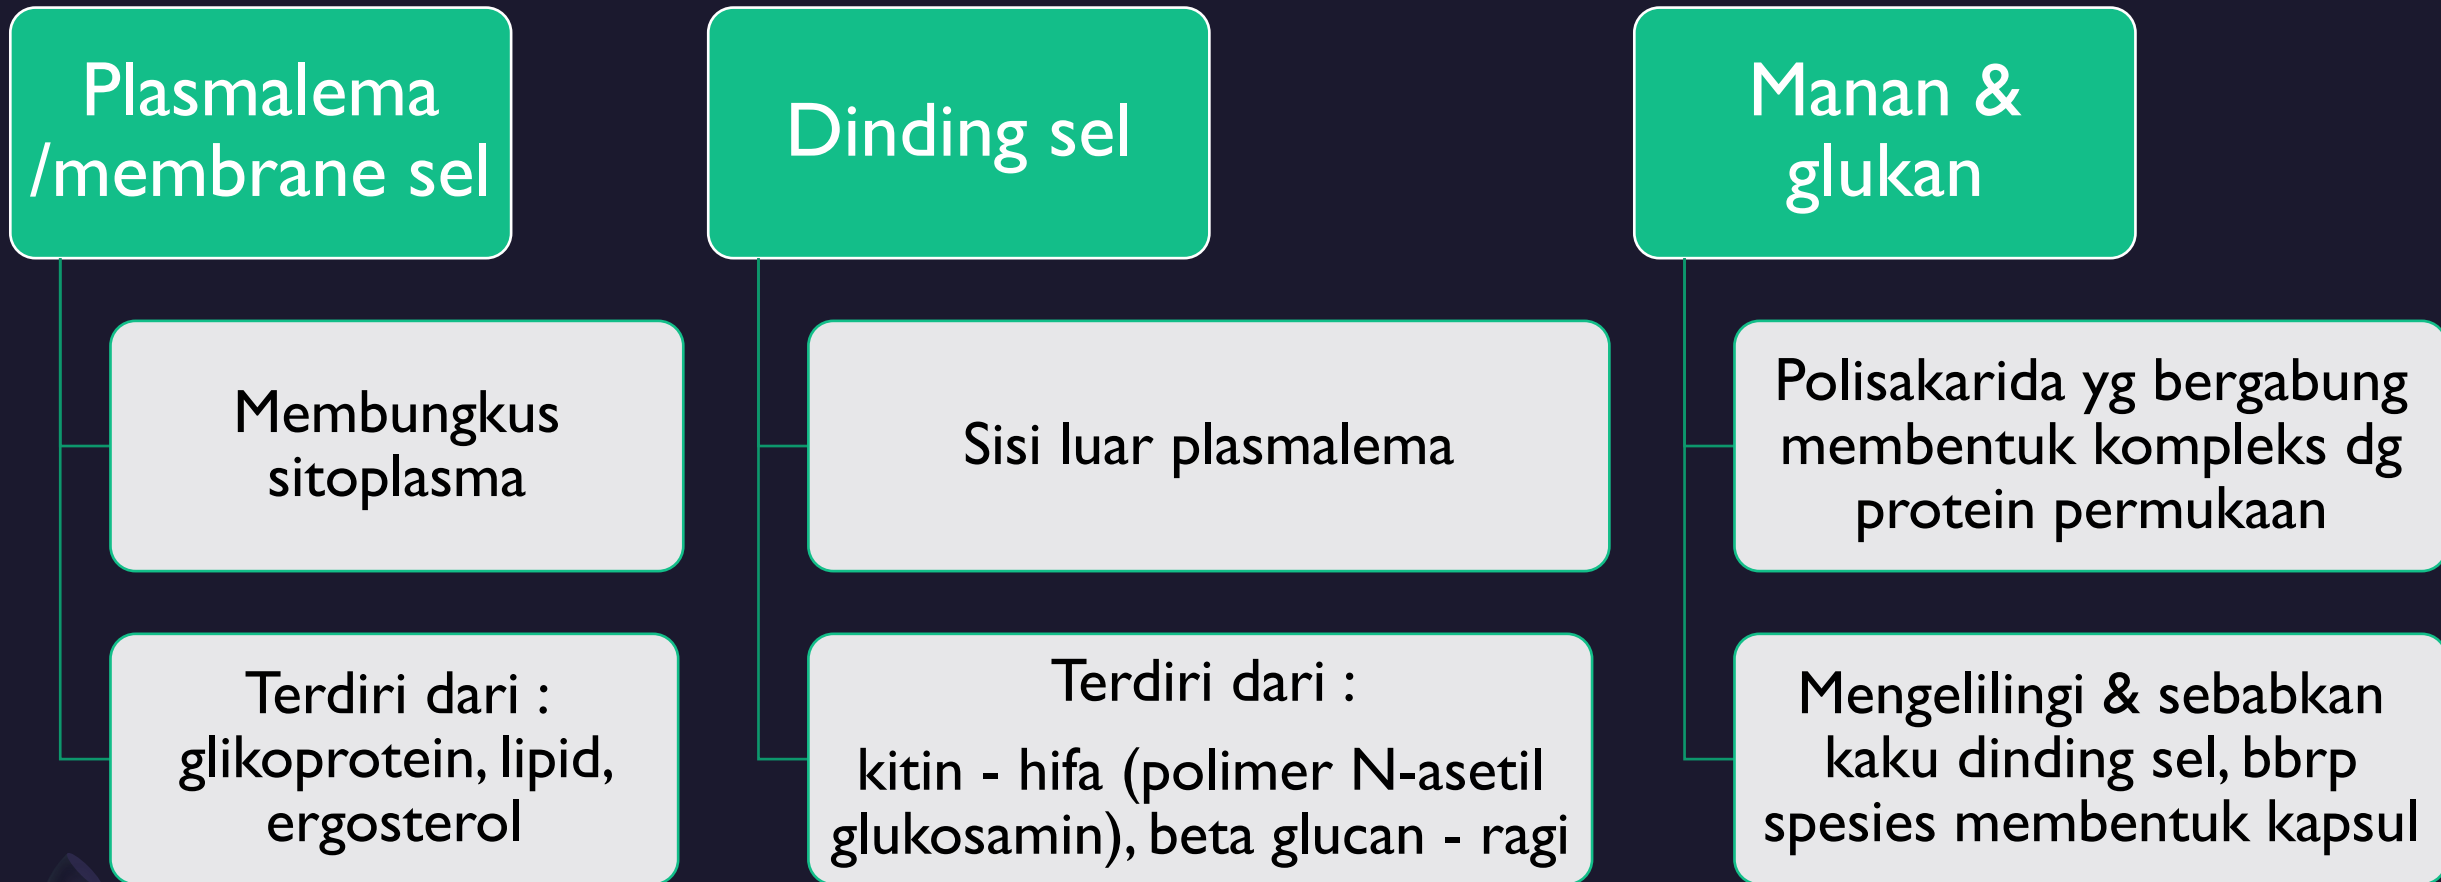 Plasmalema
/membrane sel
Membungkus
sitoplasma
Terdiri dari :
glikoprotein, lipid,
ergosterol
Dinding sel
Sisi luar plasmalema
Terdiri dari :
kitin - hifa (polimer N-asetil
glukosamin), beta glucan - ragi
Manan &
glukan
Polisakarida yg bergabung
membentuk kompleks dg
protein permukaan
Mengelilingi & sebabkan
kaku dinding sel, bbrp
spesies membentuk kapsul